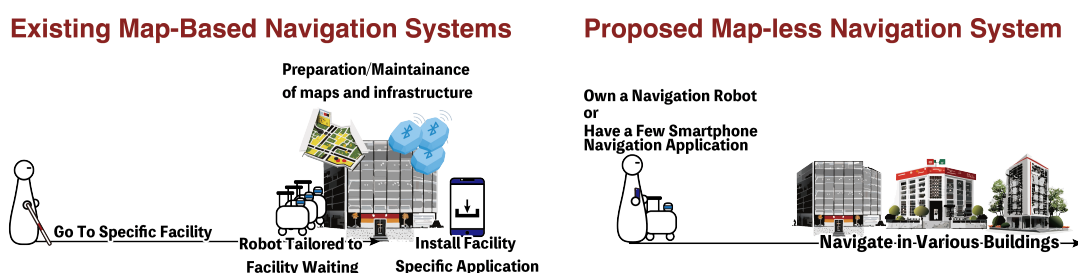 Existing Map-Based Navigation Systems
Preparation/Maintainance
of maps and infrastructure
Go To Specific Facility
Robot Tailored to
Facility Waiting
Install Facility
Specific Application
Proposed Map-less Navigation System
Own a Navigation Robot
or
Have a Few Smartphone
Navigation Application
Navigate in Various Buildings